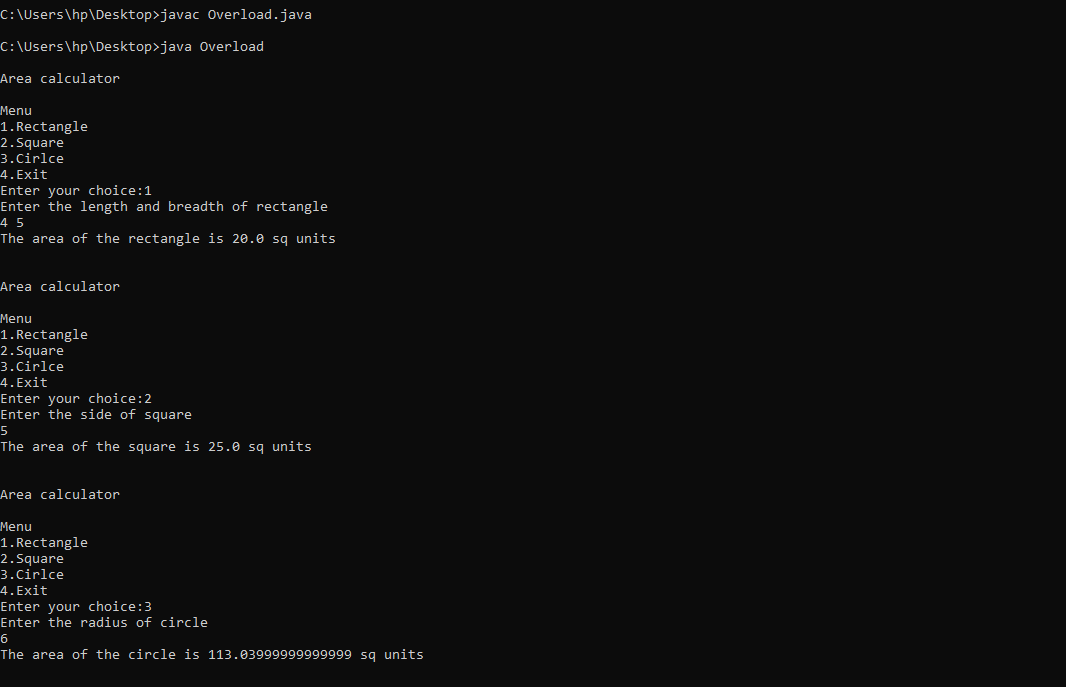 C:\Users\hp\Desktop>javac Overload.java
C:\Users\hp\Desktop>java Overload
Area calculator
Menu
1.Rectangle
2.Square
3.Cirlce
4.Exit
Enter your choice:1
Enter the length and breadth of rectangle
4 5
The area of the rectangle is 20.0 sq units
Area calculator
Menu
1.Rectangle
2.Square
3.Cirlce
4.Exit
Enter your choice:2
Enter the side of square
5
The area of the square is 25.0 sq units
Area calculator
Menu
1.Rectangle
2.Square
3.Cirlce
4.Exit
Enter your choice:3
Enter the radius of circle
6
The area of the circle is 113.03999999999999 sq units